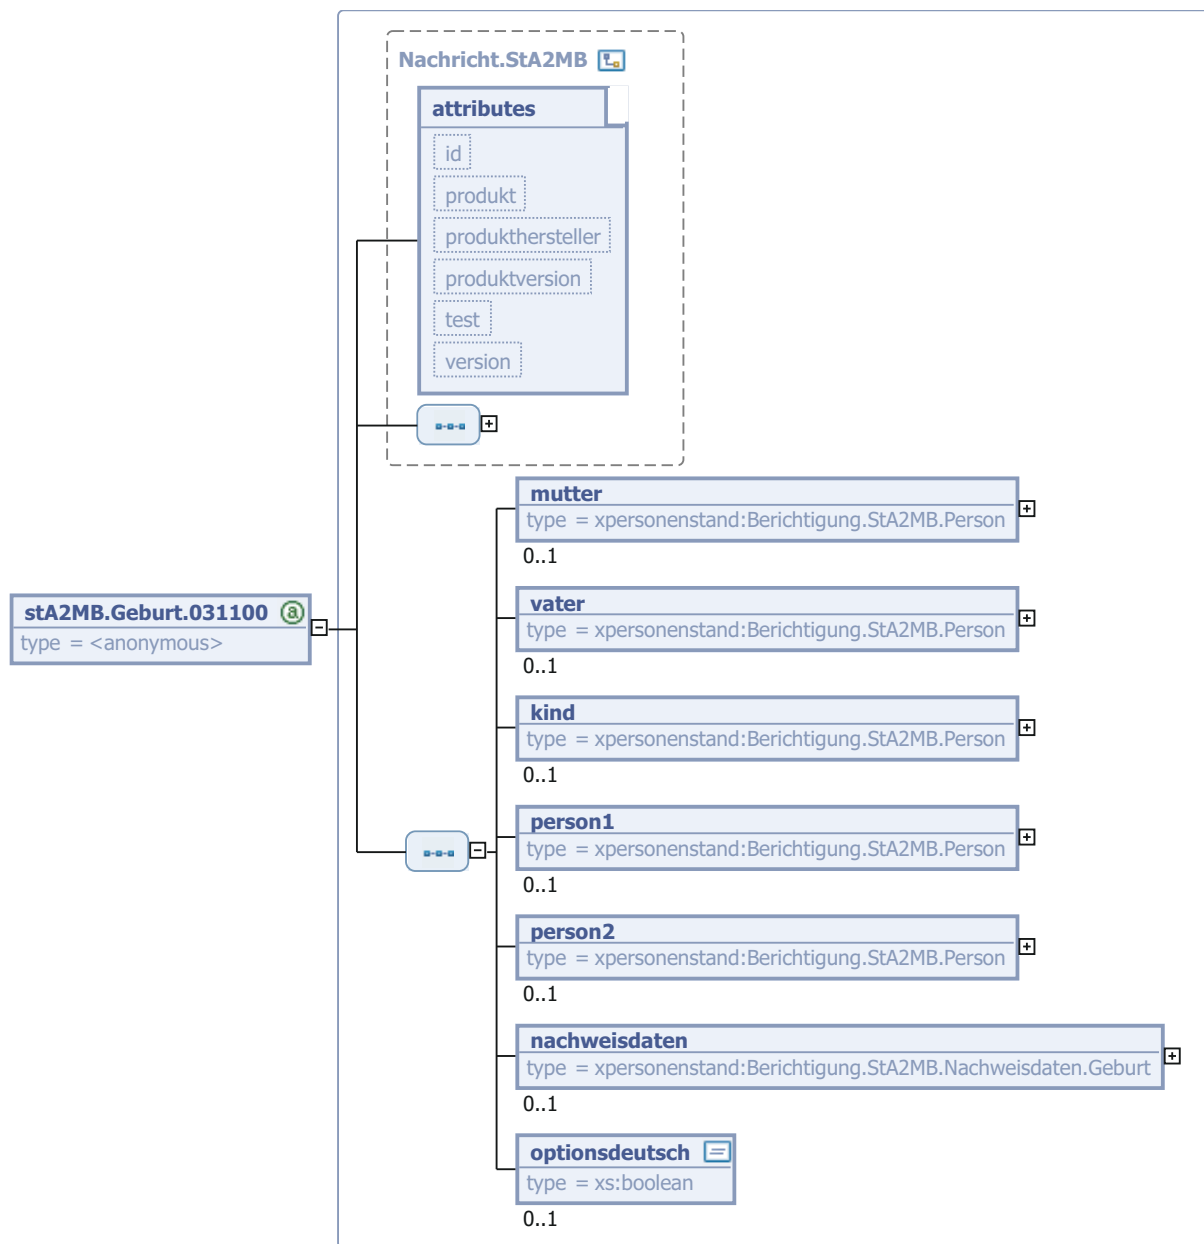 Nachricht.StA2MB
attributes
id
produkt
produkthersteller
produktversion
test
version
mutter
type = xpersonenstand:Berichtigung.StA2MB.Person
0..1
stA2MB.Geburt.031100
type = <anonymous>
vater
type = xpersonenstand:Berichtigung.StA2MB.Person
0..1
kind
type = xpersonenstand:Berichtigung.StA2MB.Person
0..1
person1
type = xpersonenstand:Berichtigung.StA2MB.Person
0..1
person2
type = xpersonenstand:Berichtigung.StA2MB.Person
0..1
nachweisdaten
type = xpersonenstand:Berichtigung.StA2MB.Nachweisdaten.Geburt
0..1
optionsdeutsch
type = xs:boolean
0..1